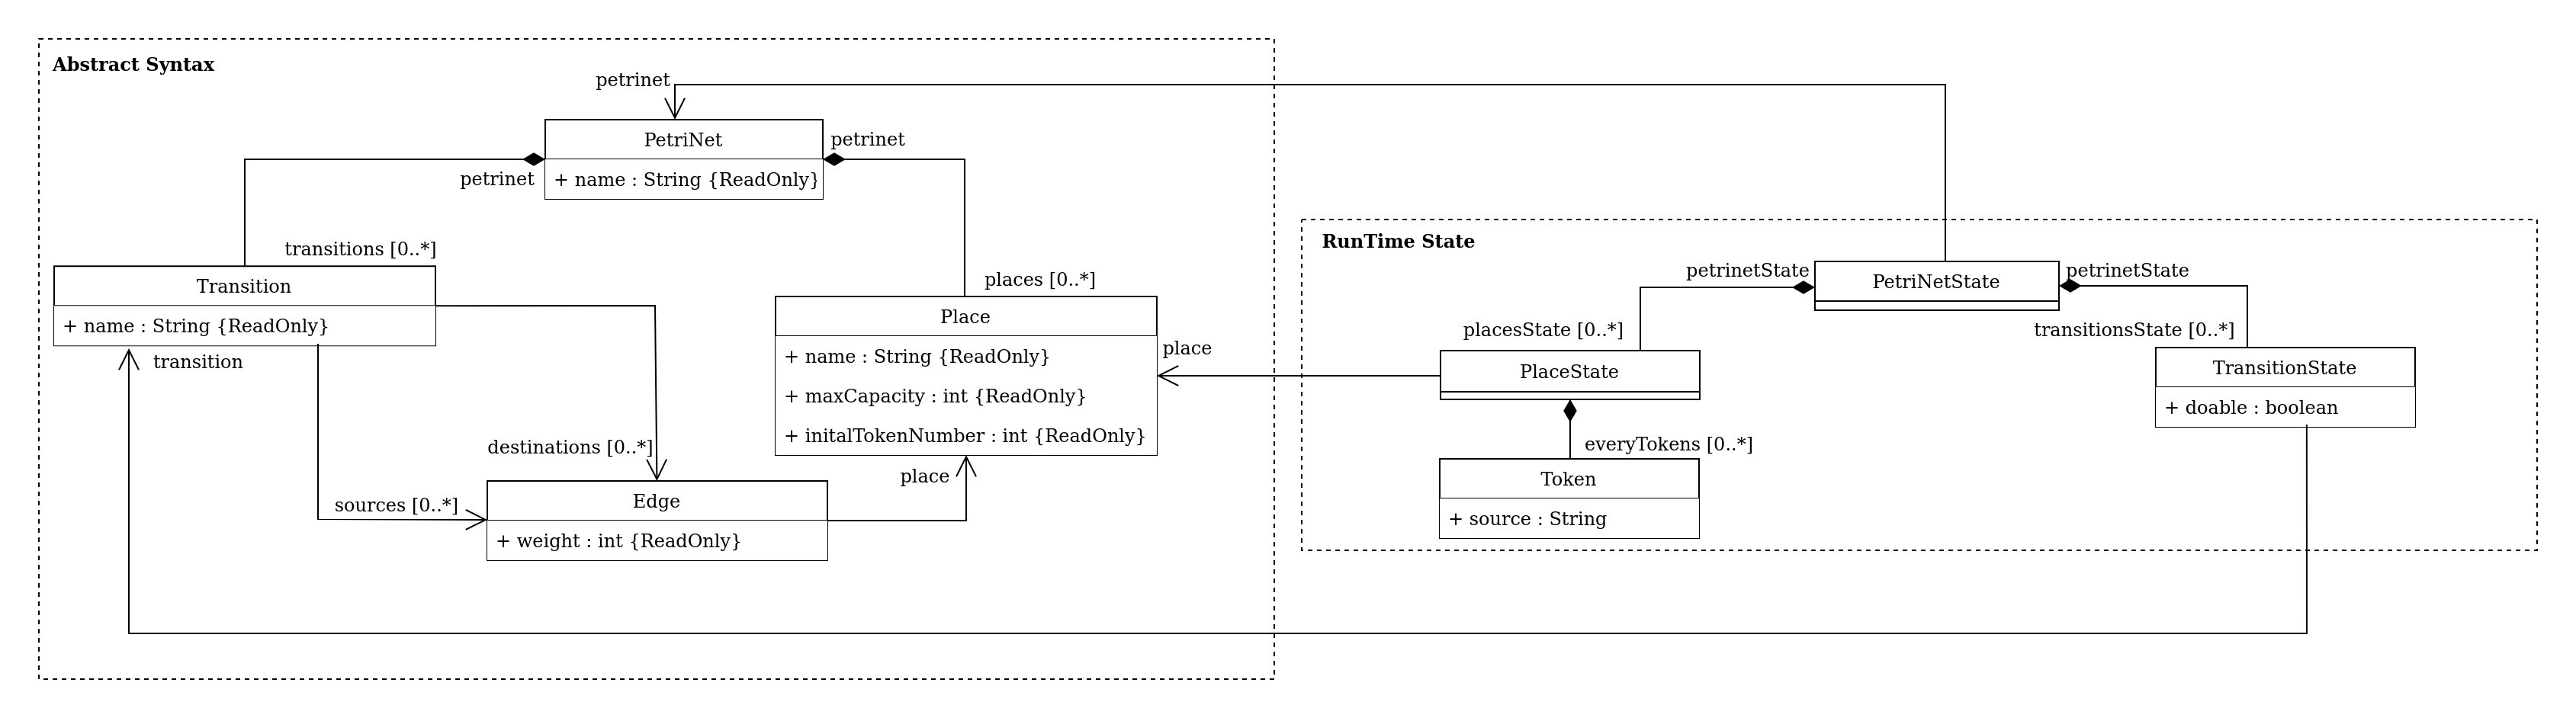 Abstract Syntax
petrinet
PetriNet
petrinet
+ name : String {ReadOnly}
petrinet
transitions [0..*]
Transition
+ name : String {ReadOnly}
transition
places [0..*]
Place
+ name : String {ReadOnly}
+ maxCapacity : int {ReadOnly}
+ initalTokenNumber : int {ReadOnly}
place
destinations [0..*]
sources [0..*]
Edge
+ weight : int {ReadOnly}
place
RunTime State
petrinetState
PetriNetState
petrinetState
placesState [0..*]
transitionsState [0..*]
PlaceState
TransitionState
+ doable : boolean
everyTokens [0..*]
Token
+ source : String